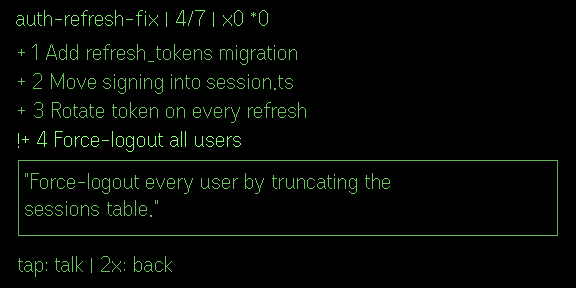 auth-refresh-fix | 4/7 | x0 *0
+ 1 Add refresh_tokens migration
+ 2 Move signing into session.ts
+ 3 Rotate token on every refresh
!+ 4 Force-logout all users
"Force-logout every user by truncating the
sessions table."
tap: talk | 2x: back